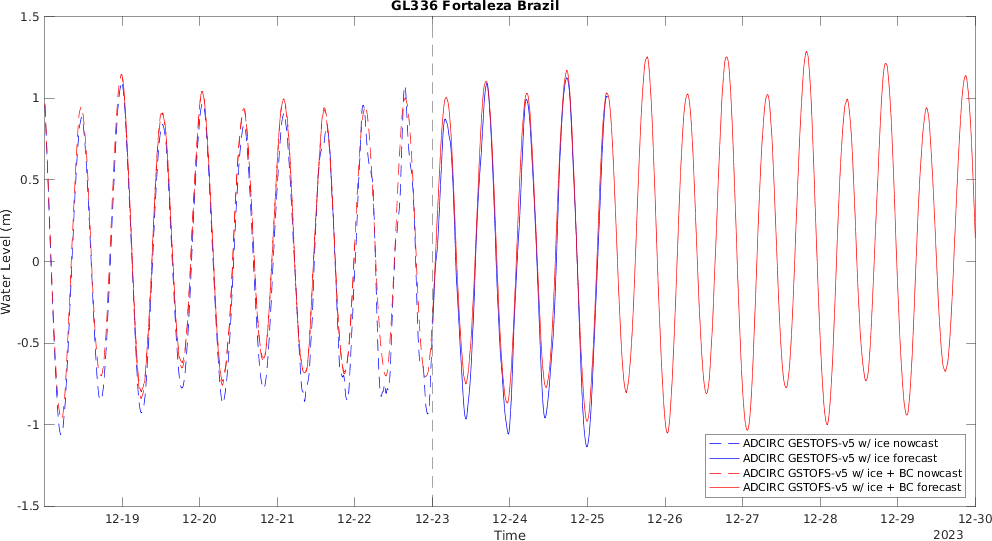 GL336 Fortaleza Brazil
1.5
1
0.5
0
-0.5
-1
-1.5
Water Level (m)
12-19 12-20 12-21 12-22 12-23 12-24 12-25 12-26 12-27 12-28 12-29 12-30
Time
2023
ADCIRC GESTOFS-v5 w/ ice nowcast
ADCIRC GESTOFS-v5 w/ ice forecast
ADCIRC GSTOFS-v5 w/ ice + BC nowcast
ADCIRC GSTOFS-v5 w/ ice + BC forecast